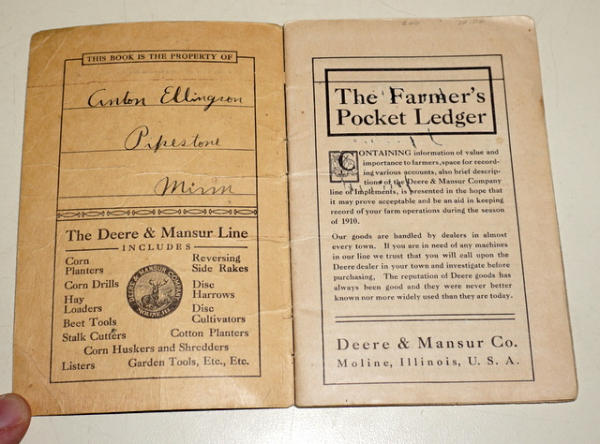 THIS BOOK IS THE PROPERTY OF
Anton Ellingson
Pipestone
Minn
The Deere & Mansur Line
INCLUDES
Corn
Planters
Corn Drills
Hay
Loaders
Beet Tools
Stalk Cutters
Reversing
Side Rakes
Disc
Harrows
Disc
Cultivators
Cotton Planters
Corn Huskers and Shredders
Listers
Garden Tools, Etc., Etc.
DEERE & MANSUR COMPANY
MOLINE, ILL.
The Farmer's
Pocket Ledger
CONTAINING information of value and
importance to farmers, space for record-
ing various accounts, also brief descrip-
tions of the Deere & Mansur Company
line of Implements, is presented in the hope that
it may prove acceptable and be an aid in keeping
record of your farm operations during the season
of 1910.
Our goods are handled by dealers in almost
every town. If you are in need of any machines
in our line we trust that you will call upon the
Deere dealer in your town and investigate before
purchasing. The reputation of Deere goods has
always been good and they were never better
known nor more widely used than they are today.
Deere & Mansur Co.
Moline, Illinois, U. S. A.